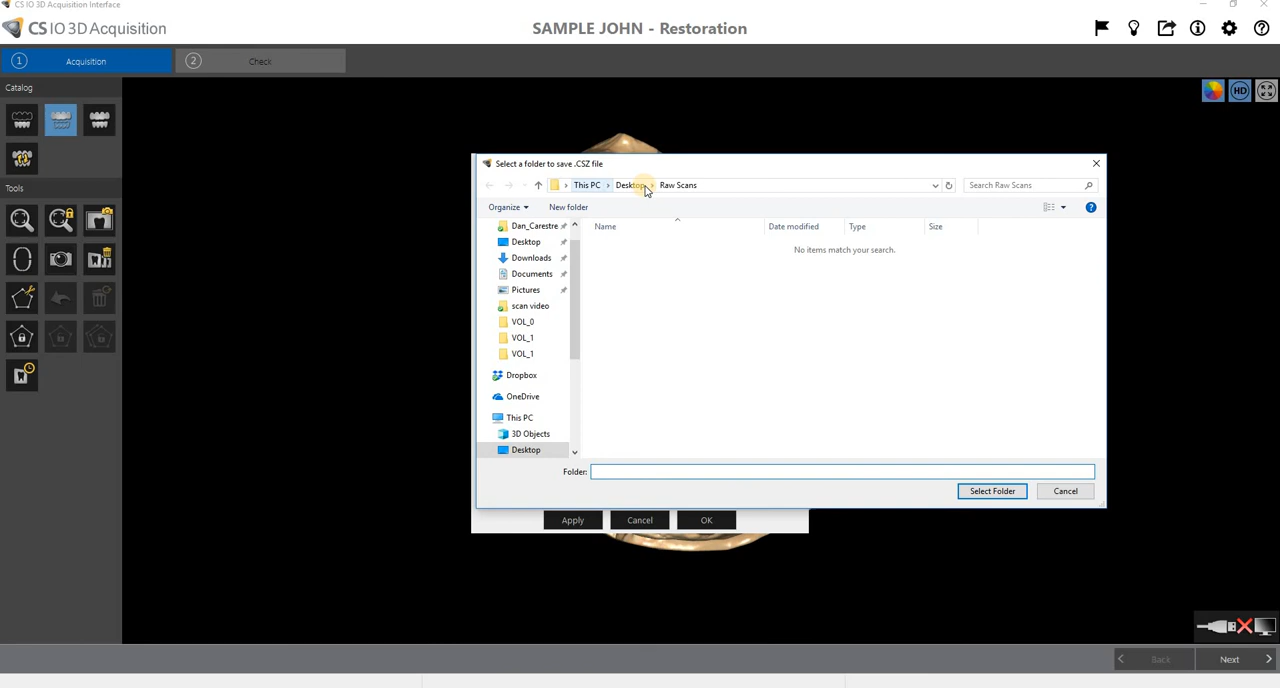 CS IO 3D Acquisition Interface
CS IO 3D Acquisition
SAMPLE JOHN - Restoration
1 Acquisition
2 Check
Catalog
HD
Tools
Select a folder to save .CSZ file
This PC > Desktop > Raw Scans
Search Raw Scans
Organize
New folder
Name
Date modified
Type
Size
No items match your search.
Dan_Carestre
Desktop
Downloads
Documents
Pictures
scan video
VOL_0
VOL_1
VOL_1
Dropbox
OneDrive
This PC
3D Objects
Desktop
Folder:
Select Folder
Cancel
Apply
Cancel
OK
Back
Next